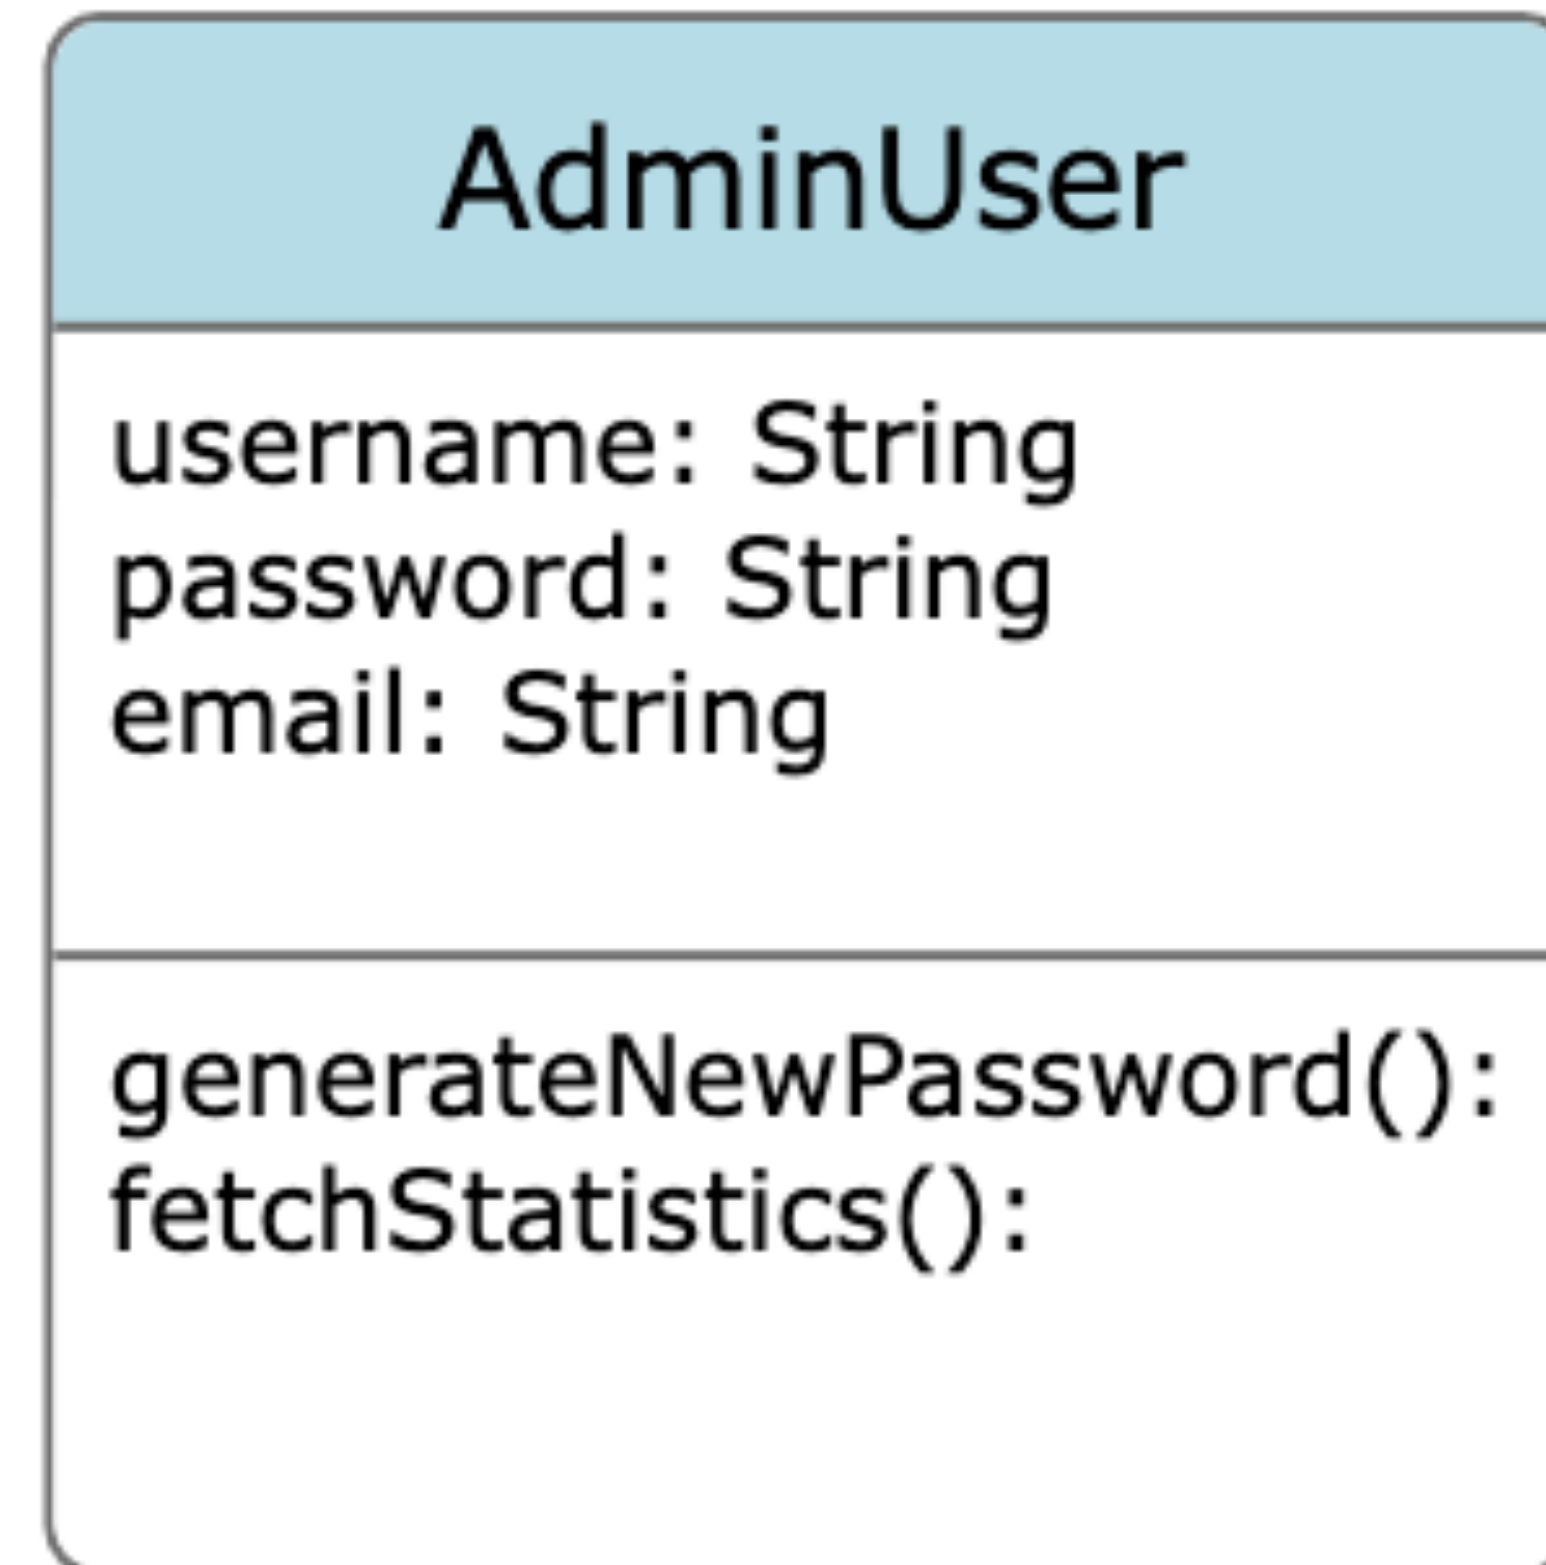 AdminUser
username: String
password: String
email: String
generateNewPassword():
fetchStatistics():